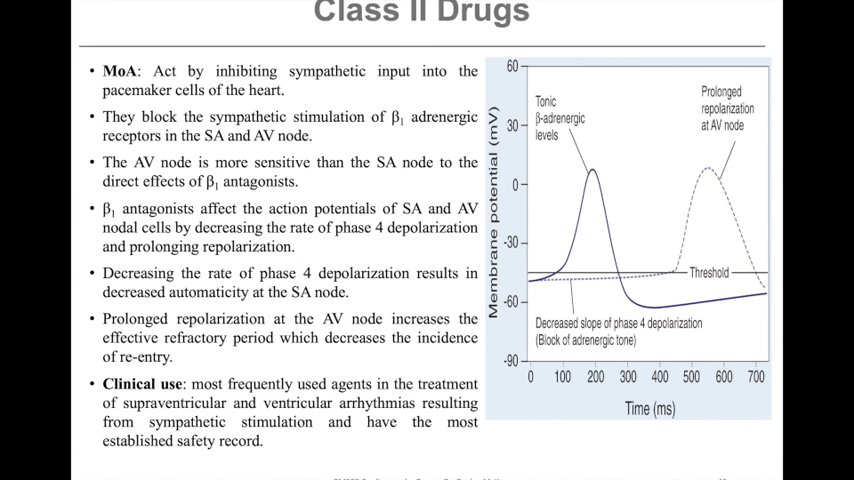 Class II Drugs
• MoA: Act by inhibiting sympathetic input into the
pacemaker cells of the heart.
• They block the sympathetic stimulation of β₁ adrenergic
receptors in the SA and AV node.
• The AV node is more sensitive than the SA node to the
direct effects of β₁ antagonists.
• β₁ antagonists affect the action potentials of SA and AV
nodal cells by decreasing the rate of phase 4 depolarization
and prolonging repolarization.
• Decreasing the rate of phase 4 depolarization results in
decreased automaticity at the SA node.
• Prolonged repolarization at the AV node increases the
effective refractory period which decreases the incidence
of re-entry.
• Clinical use: most frequently used agents in the treatment
of supraventricular and ventricular arrhythmias resulting
from sympathetic stimulation and have the most
established safety record.
Membrane potential (mV)
60
30
0
-30
-60
-90
Tonic
β-adrenergic
levels
Prolonged
repolarization
at AV node
Threshold
Decreased slope of phase 4 depolarization
(Block of adrenergic tone)
0 100 200 300 400 500 600 700
Time (ms)